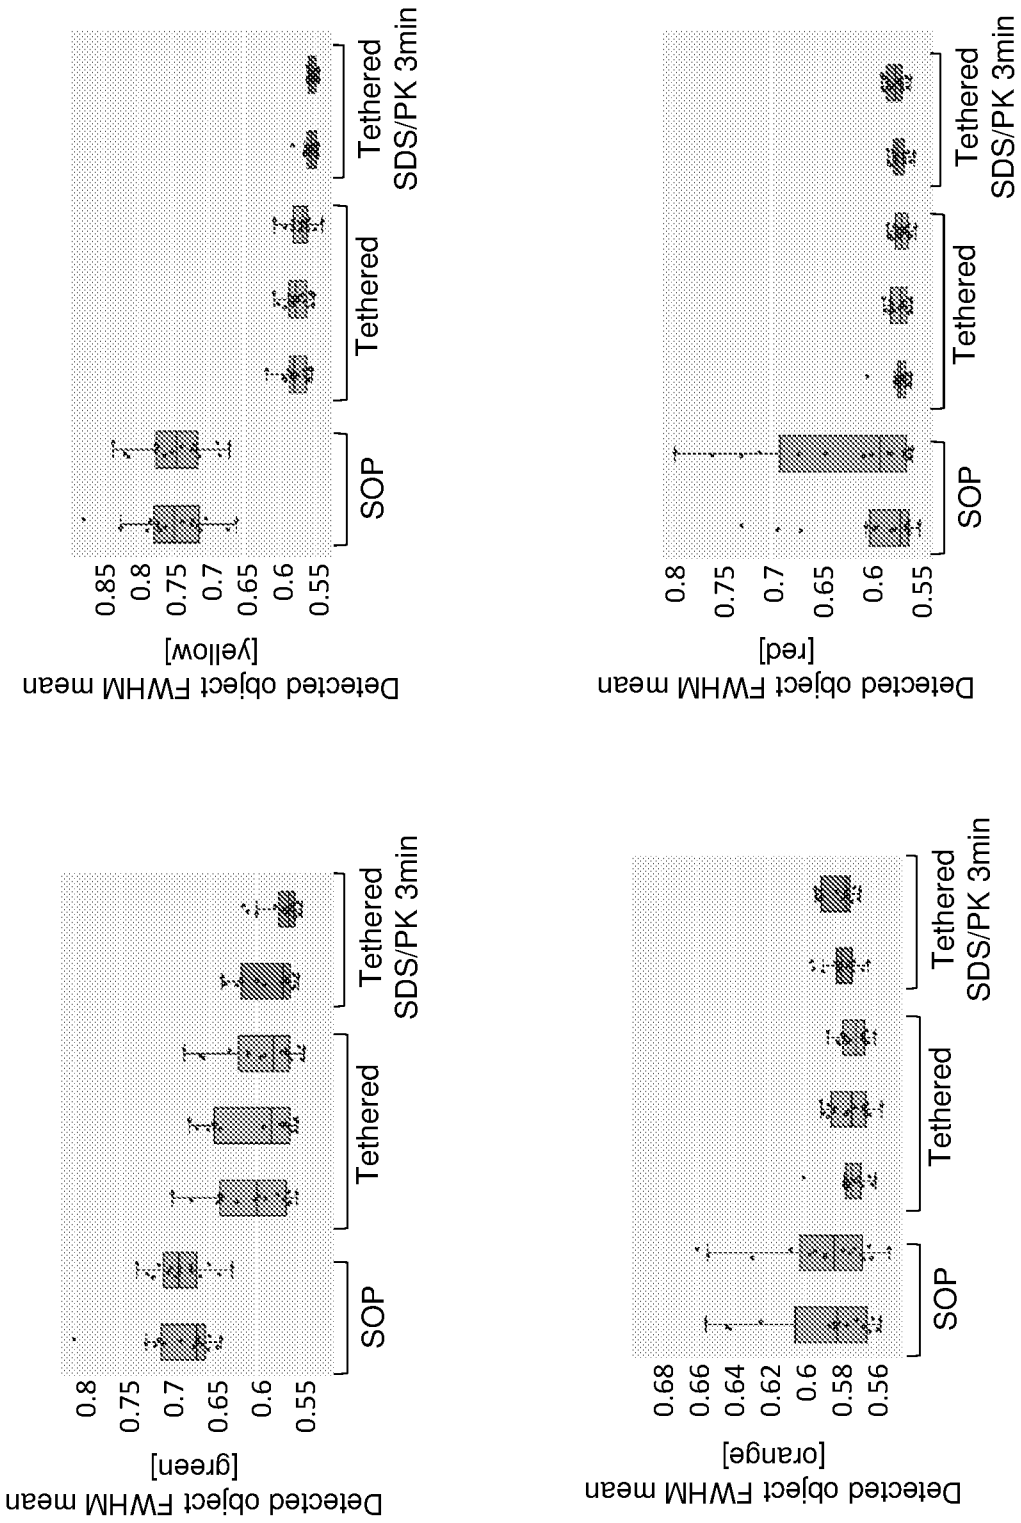 Detected object FWHM mean
[green]
0.8
0.75
0.7
0.65
0.6
0.55
SOP
Tethered
Tethered
SDS/PK 3min
Detected object FWHM mean
[yellow]
0.85
0.8
0.75
0.7
0.65
0.6
0.55
SOP
Tethered
Tethered
SDS/PK 3min
Detected object FWHM mean
[orange]
0.68
0.66
0.64
0.62
0.6
0.58
0.56
SOP
Tethered
Tethered
SDS/PK 3min
Detected object FWHM mean
[red]
0.8
0.75
0.7
0.65
0.6
0.55
SOP
Tethered
Tethered
SDS/PK 3min